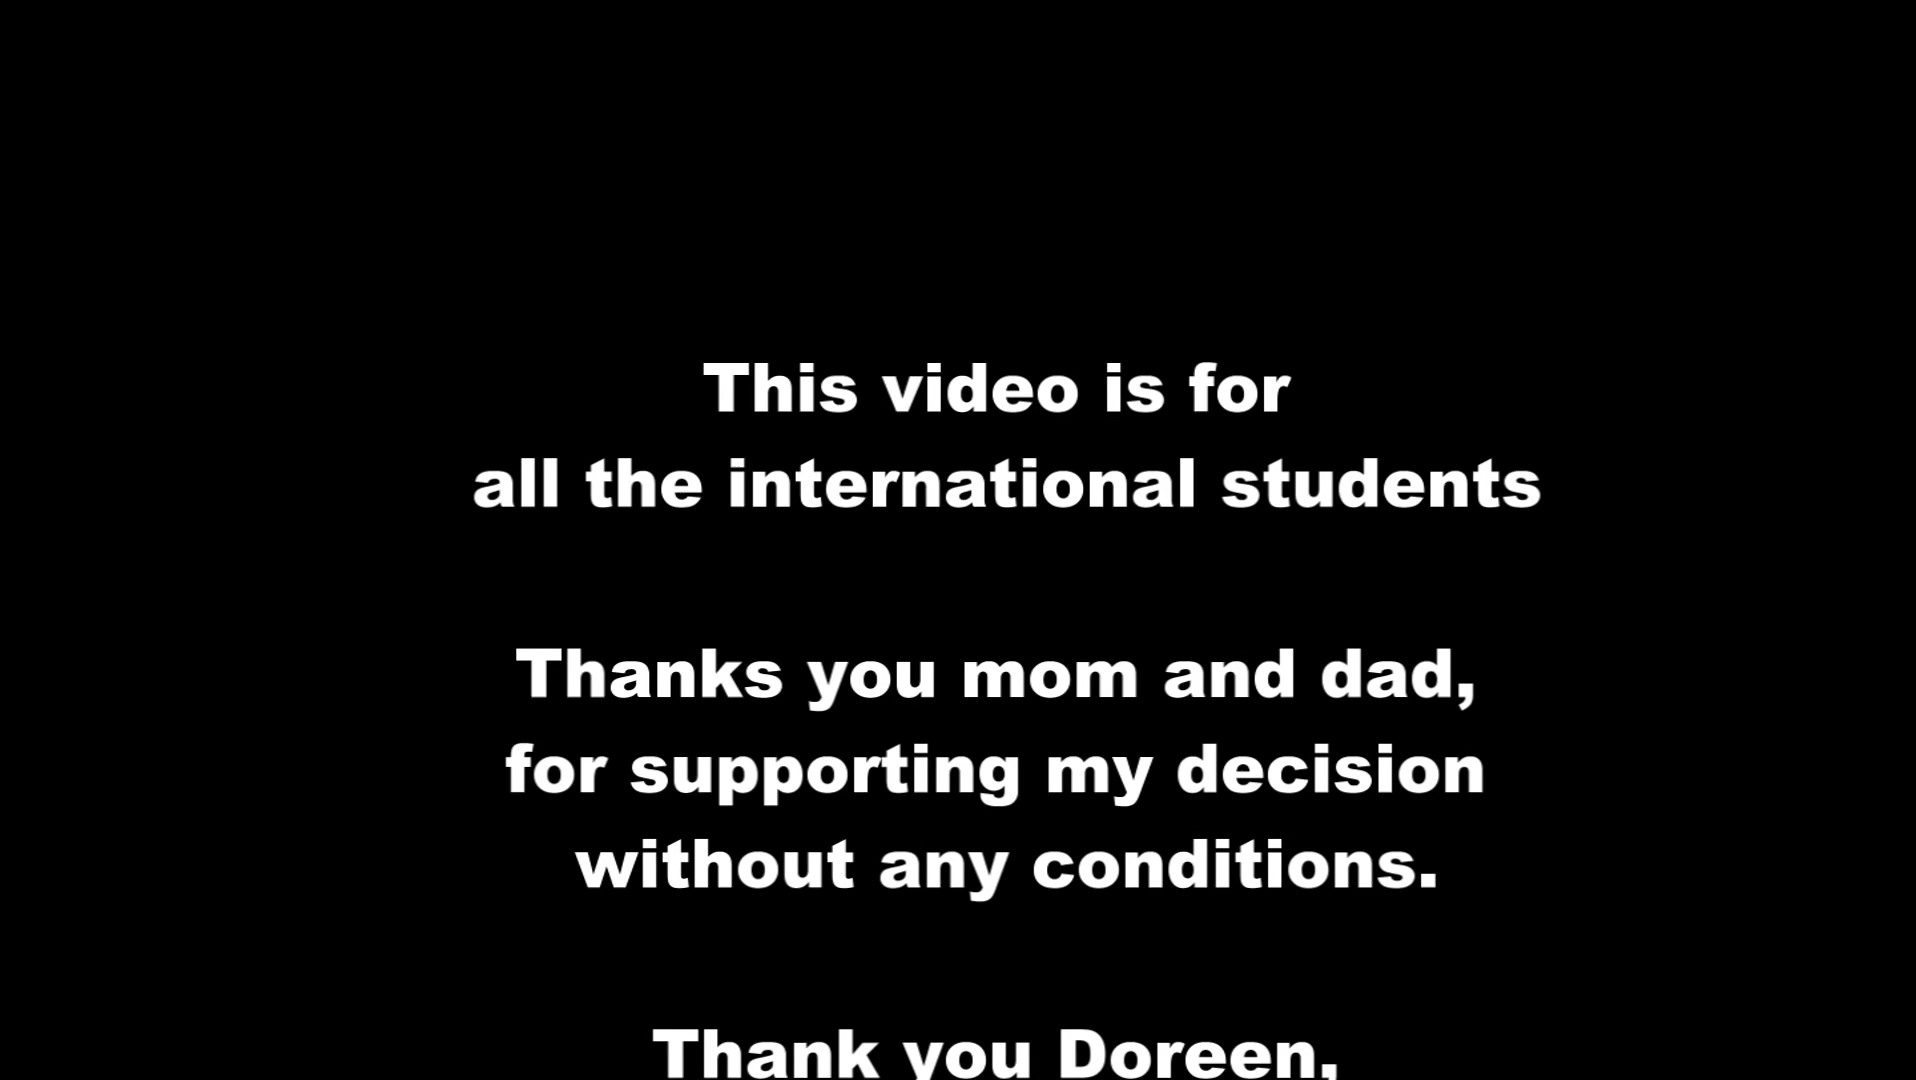 This video is for
all the international students
Thanks you mom and dad,
for supporting my decision
without any conditions.
Thank you Doreen,